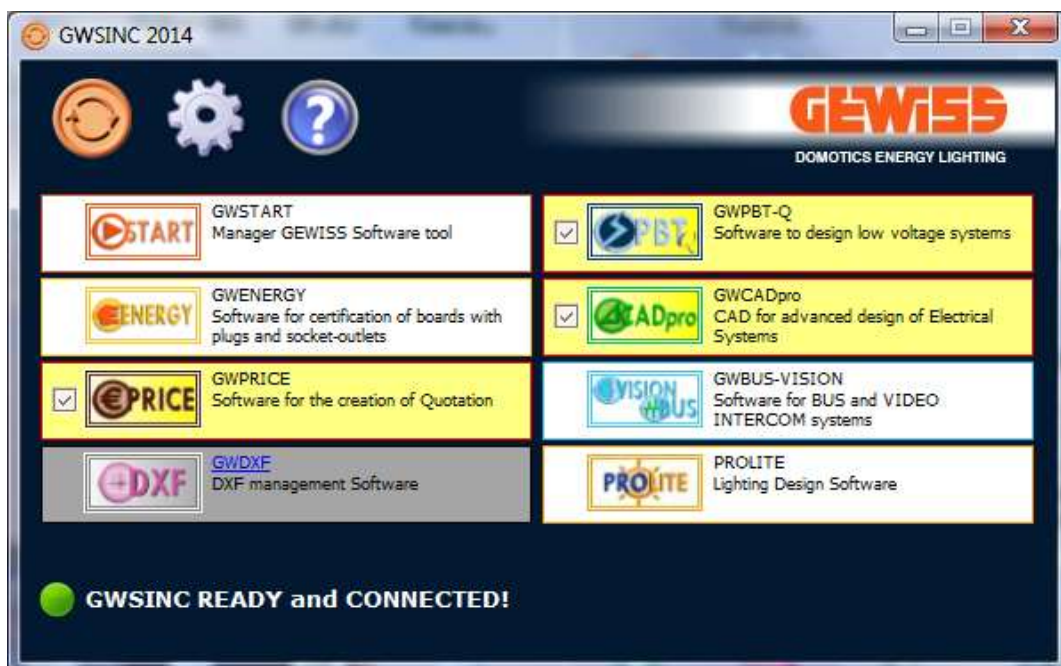 GWSINC 2014
GEWISS
DOMOTICS ENERGY LIGHTING
START
GWSTART
Manager GEWISS Software tool
ENERGY
GWENERGY
Software for certification of boards with
plugs and socket-outlets
€PRICE
GWPRICE
Software for the creation of Quotation
DXF
GWDXF
DXF management Software
PBT
GWPBT-Q
Software to design low voltage systems
CADpro
GWCADpro
CAD for advanced design of Electrical
Systems
VISION
BUS
GWBUS-VISION
Software for BUS and VIDEO
INTERCOM systems
PROLITE
PROLITE
Lighting Design Software
GWSINC READY and CONNECTED!